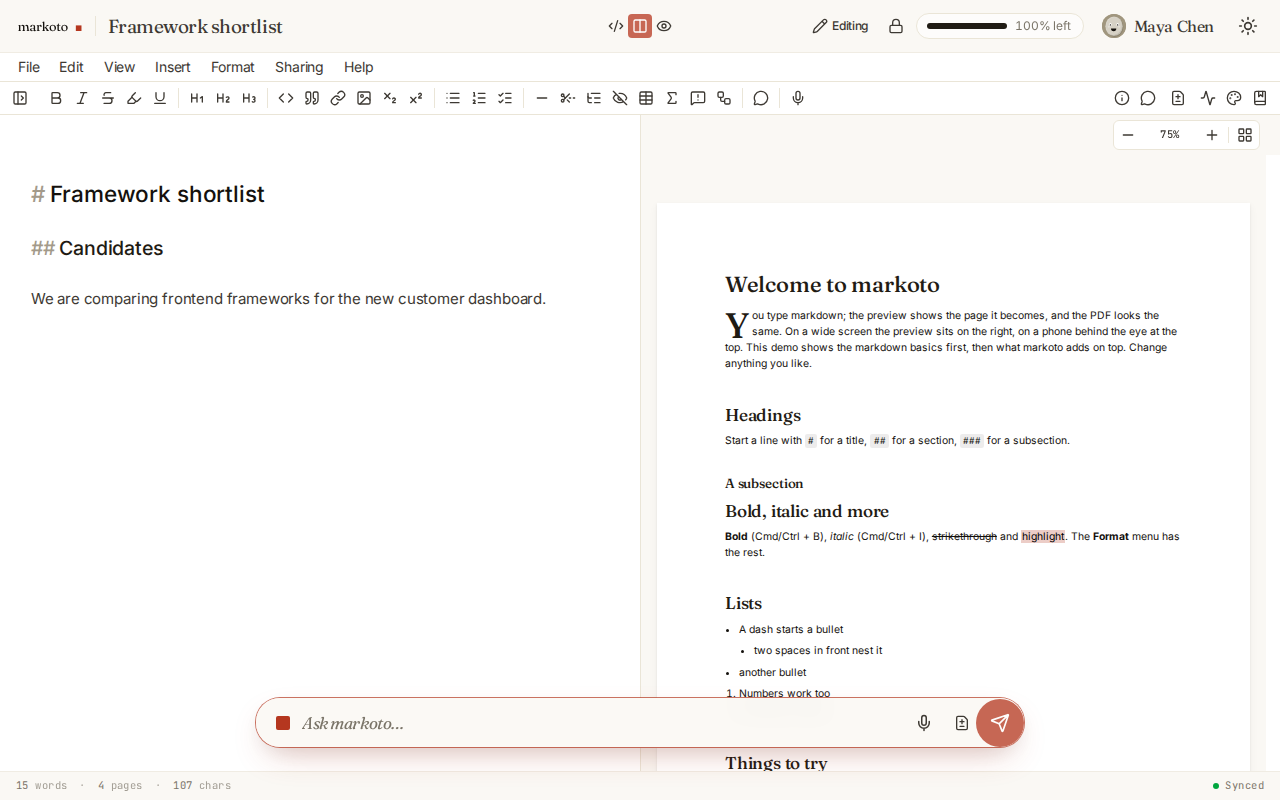 markoto
Framework shortlist
Editing
100% left
Maya Chen
File Edit View Insert Format Sharing Help
B I S U H1 H2 H3 x2 x²
75%
# Framework shortlist
## Candidates
We are comparing frontend frameworks for the new customer dashboard.
Welcome to markoto
You type markdown; the preview shows the page it becomes, and the PDF looks the
same. On a wide screen the preview sits on the right, on a phone behind the eye at the
top. This demo shows the markdown basics first, then what markoto adds on top. Change
anything you like.
Headings
Start a line with # for a title, ## for a section, ### for a subsection.
A subsection
Bold, italic and more
Bold (Cmd/Ctrl + B), italic (Cmd/Ctrl + I), strikethrough and highlight. The Format menu has
the rest.
Lists
• A dash starts a bullet
• two spaces in front nest it
• another bullet
1. Numbers work too
Things to try
Ask markoto...
15 words · 4 pages · 107 chars
Synced